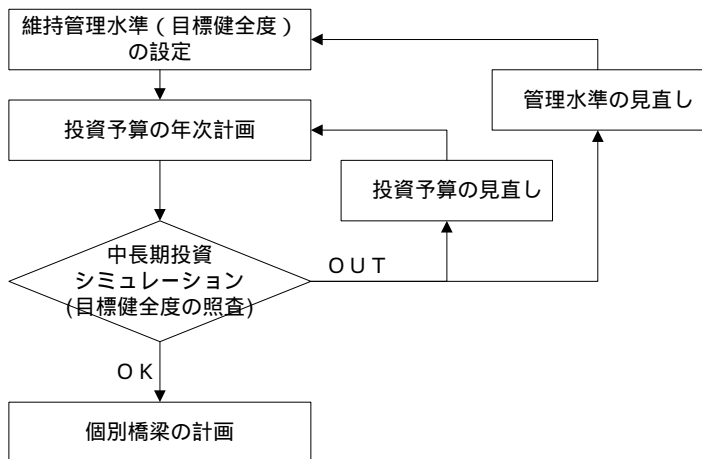 維持管理水準（目標健全度）
の設定
管理水準の見直し
投資予算の年次計画
投資予算の見直し
中長期投資
シミュレーション
(目標健全度の照査)
ＯＵＴ
ＯＫ
個別橋梁の計画